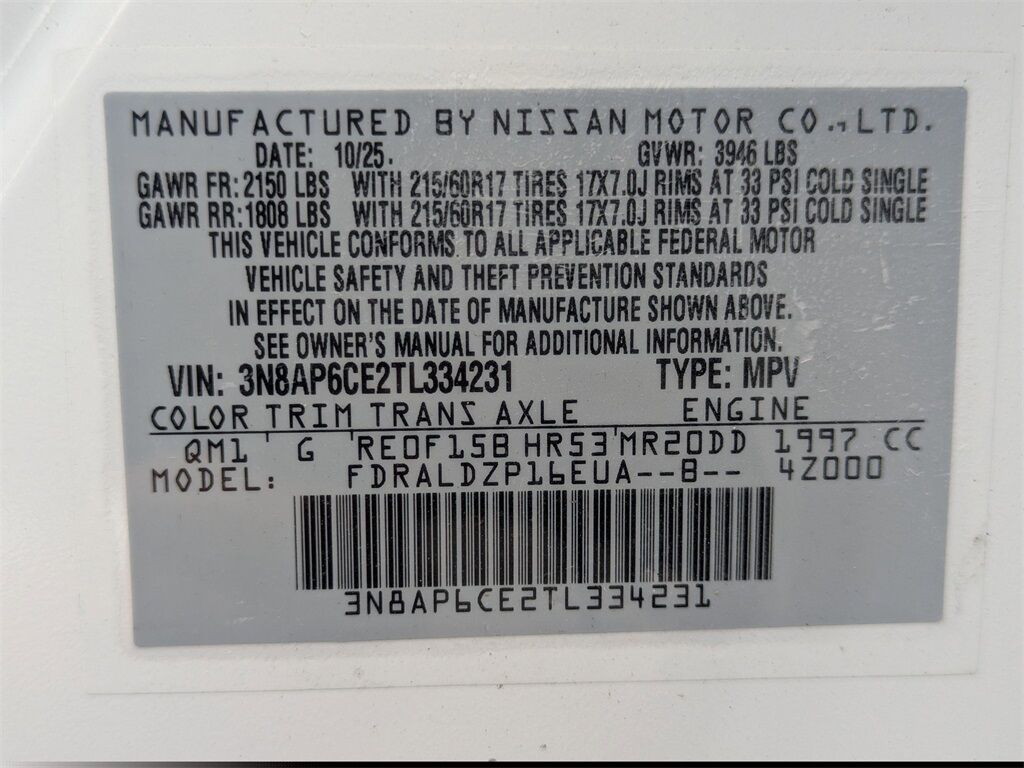 MANUFACTURED BY NISSAN MOTOR CO., LTD.
DATE: 10/25. GVWR: 3946 LBS
GAWR FR: 2150 LBS WITH 215/60R17 TIRES 17X7.0J RIMS AT 33 PSI COLD SINGLE
GAWR RR: 1808 LBS WITH 215/60R17 TIRES 17X7.0J RIMS AT 33 PSI COLD SINGLE
THIS VEHICLE CONFORMS TO ALL APPLICABLE FEDERAL MOTOR
VEHICLE SAFETY AND THEFT PREVENTION STANDARDS
IN EFFECT ON THE DATE OF MANUFACTURE SHOWN ABOVE.
SEE OWNER'S MANUAL FOR ADDITIONAL INFORMATION.
VIN: 3N8AP6CE2TL334231 TYPE: MPV
COLOR TRIM TRANS AXLE ENGINE
QM1 G RE0F15B HR53 MR20DD 1997 CC
MODEL: FDRALDZP16EUA--B-- 4Z000
3N8AP6CE2TL334231